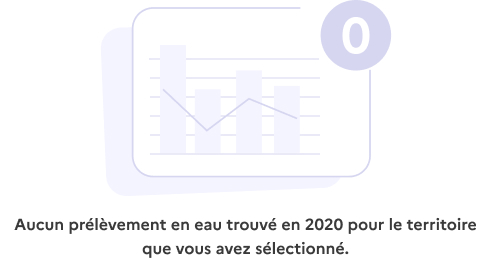 0
Aucun prélèvement en eau trouvé en 2020 pour le territoire
que vous avez sélectionné.